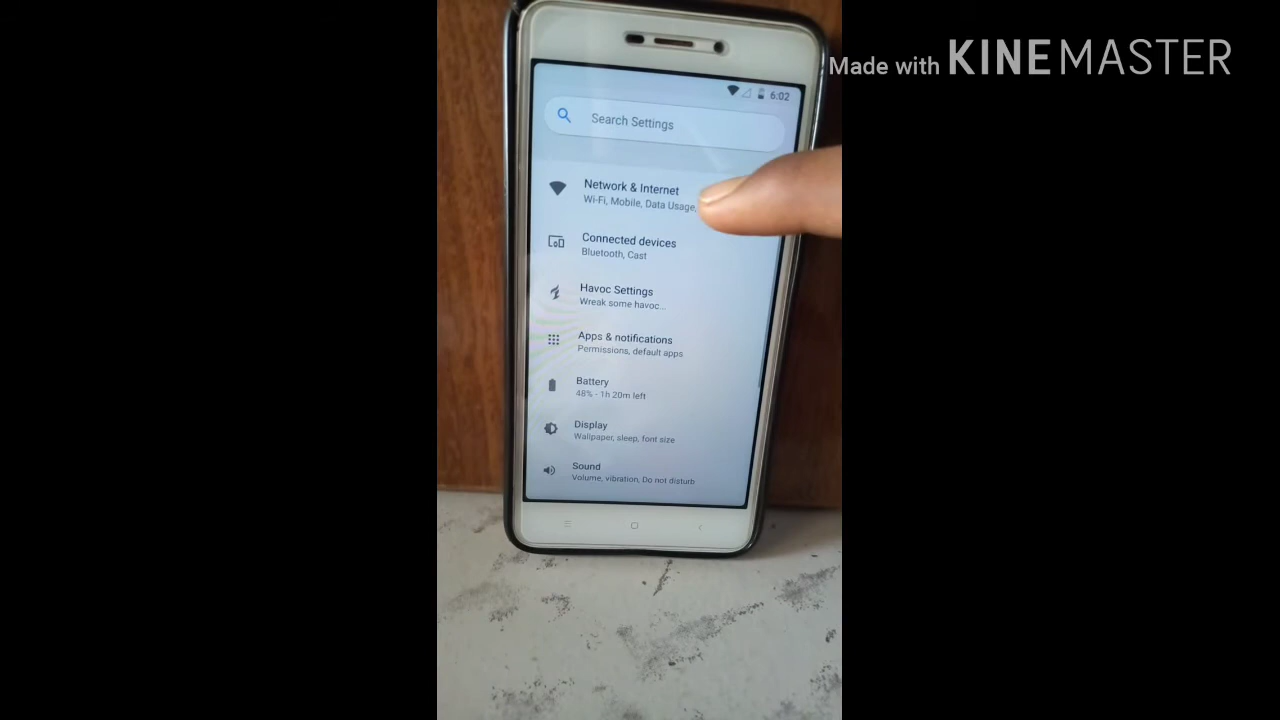 Made with KINEMASTER
6:02
Search Settings
Network & Internet
Wi-Fi, Mobile, Data Usage,
Connected devices
Bluetooth, Cast
Havoc Settings
Wreak some havoc...
Apps & notifications
Permissions, default apps
Battery
48% - 1h 20m left
Display
Wallpaper, sleep, font size
Sound
Volume, vibration, Do not disturb